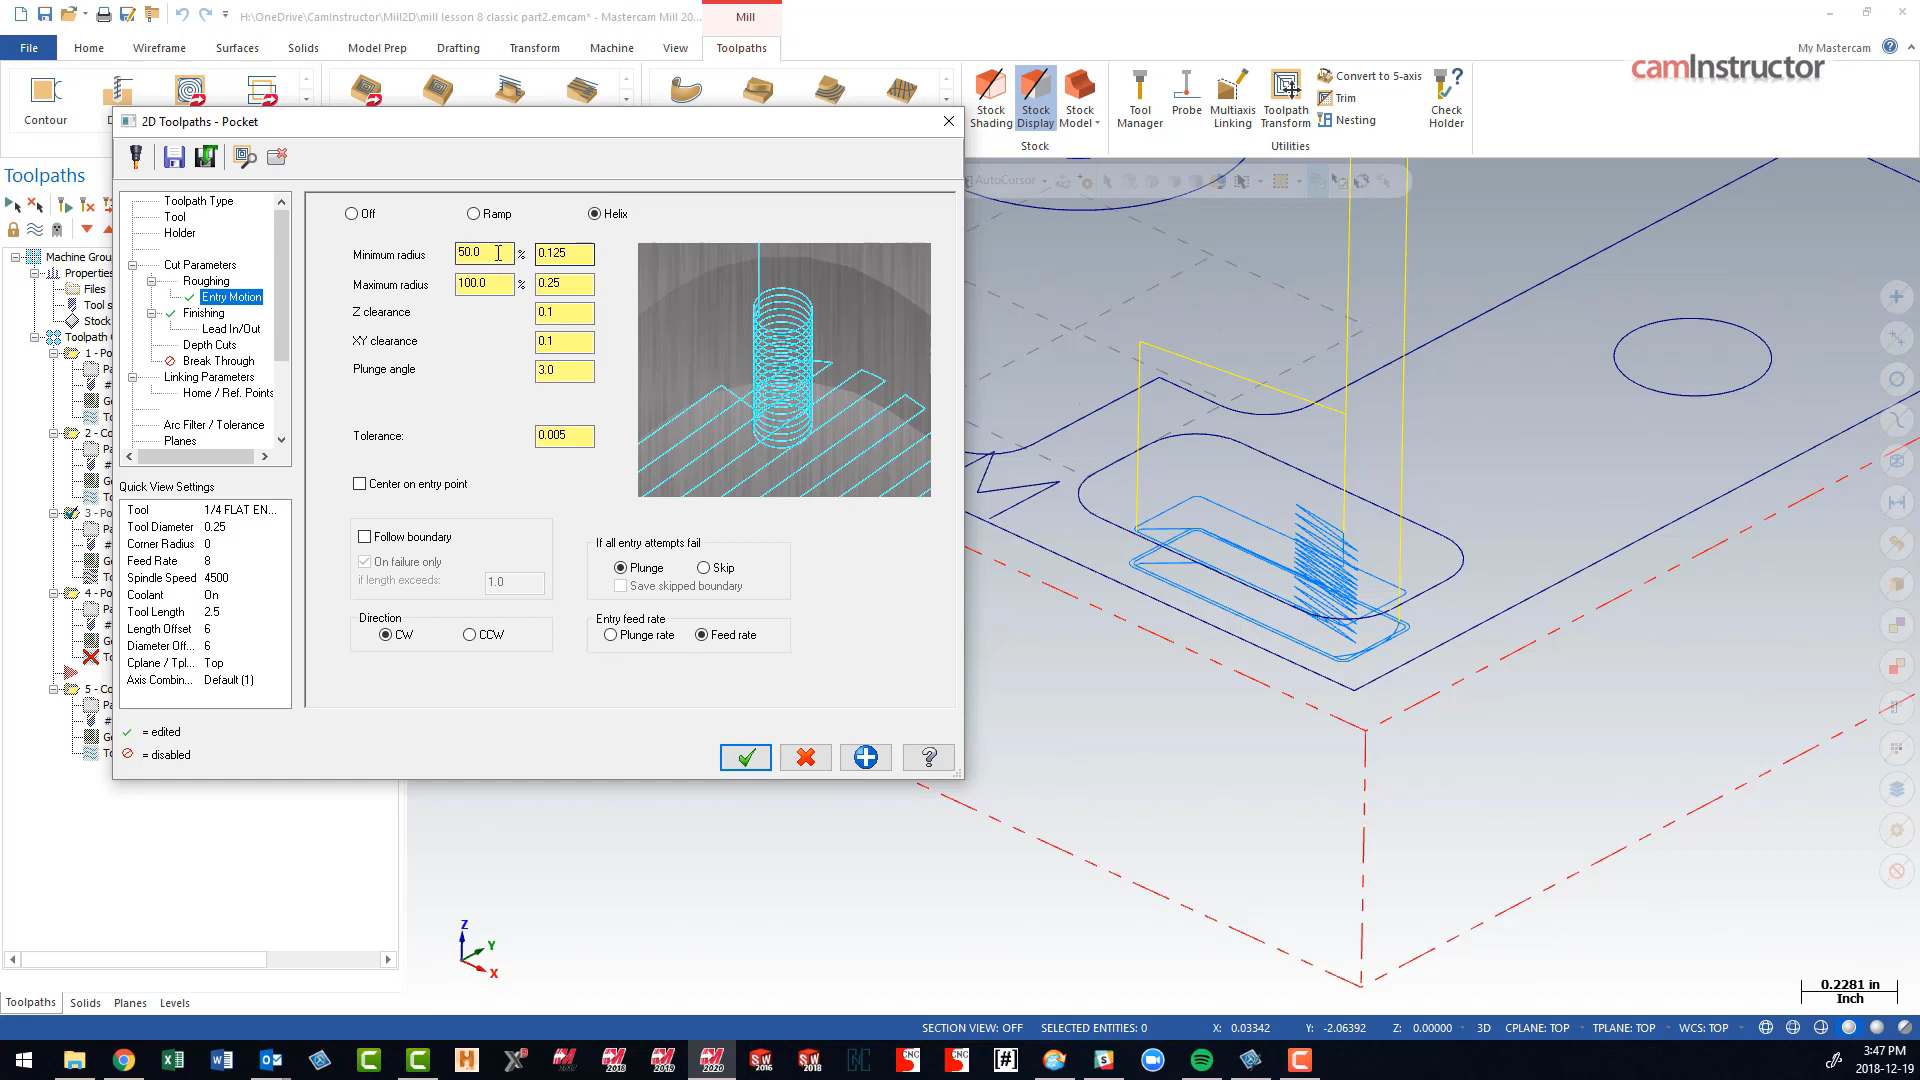 H:\OneDrive\CamInstructor\Mill2D\mill lesson 8 classic part2.emcam* - Mastercam Mill 20...
Mill
File
Home
Wireframe
Surfaces
Solids
Model Prep
Drafting
Transform
Machine
View
Toolpaths
My Mastercam
camInstructor
Contour
Stock Shading
Stock Display
Stock Model
Stock
Tool Manager
Probe
Multiaxis Linking
Toolpath Transform
Convert to 5-axis
Trim
Nesting
Utilities
Check Holder
AutoCursor
Toolpaths
Machine Grou
Properties
Files
Tool s
Stock
Toolpath
1 - Po
2 - Co
3 - Po
4 - Po
5 - Co
2D Toolpaths - Pocket
Toolpath Type
Tool
Holder
Cut Parameters
Roughing
Entry Motion
Finishing
Lead In/Out
Depth Cuts
Break Through
Linking Parameters
Home / Ref. Points
Arc Filter / Tolerance
Planes
Quick View Settings
Tool 1/4 FLAT EN...
Tool Diameter 0.25
Corner Radius 0
Feed Rate 8
Spindle Speed 4500
Coolant On
Tool Length 2.5
Length Offset 6
Diameter Off... 6
Cplane / Tpl... Top
Axis Combin... Default (1)
= edited
= disabled
Off
Ramp
Helix
Minimum radius 50.0 % 0.125
Maximum radius 100.0 % 0.25
Z clearance 0.1
XY clearance 0.1
Plunge angle 3.0
Tolerance: 0.005
Center on entry point
Follow boundary
On failure only
if length exceeds: 1.0
If all entry attempts fail
Plunge
Skip
Save skipped boundary
Direction
CW
CCW
Entry feed rate
Plunge rate
Feed rate
Z
Y
X
0.2281 in
Inch
Toolpaths
Solids
Planes
Levels
SECTION VIEW: OFF SELECTED ENTITIES: 0 X: 0.03342 Y: -2.06392 Z: 0.00000 3D CPLANE: TOP TPLANE: TOP WCS: TOP
2017
2018
2019
2020
2016
2018
3:47 PM
2018-12-19